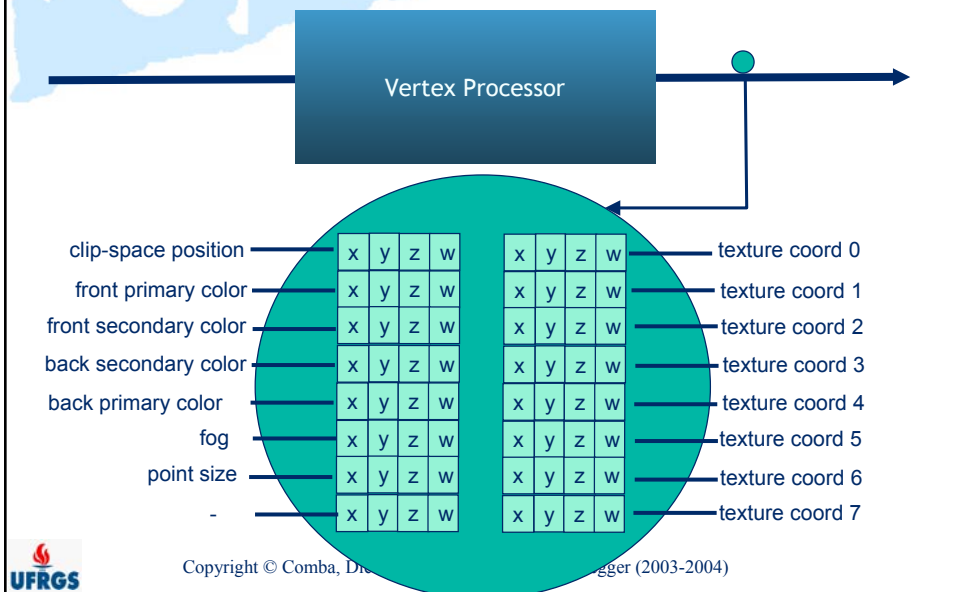 Vertex Processor
clip-space position x y z w x y z w texture coord 0
front primary color x y z w x y z w texture coord 1
front secondary color x y z w x y z w texture coord 2
back secondary color x y z w x y z w texture coord 3
back primary color x y z w x y z w texture coord 4
fog x y z w x y z w texture coord 5
point size x y z w x y z w texture coord 6
- x y z w x y z w texture coord 7
UFRGS Copyright © Comba, (2003-2004)